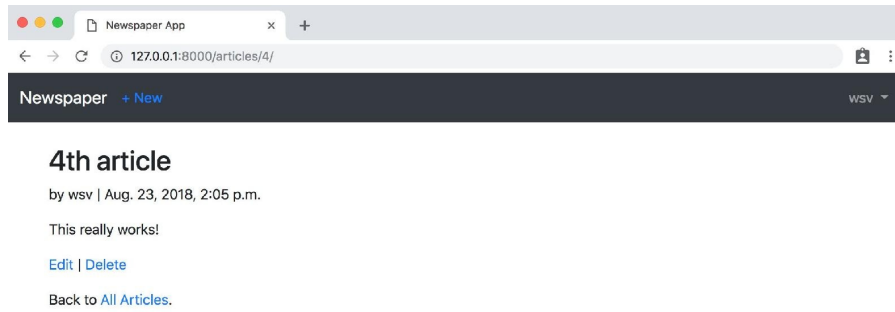 Newspaper App
127.0.0.1:8000/articles/4/
Newspaper + New wsv
4th article
by wsv | Aug. 23, 2018, 2:05 p.m.
This really works!
Edit | Delete
Back to All Articles.